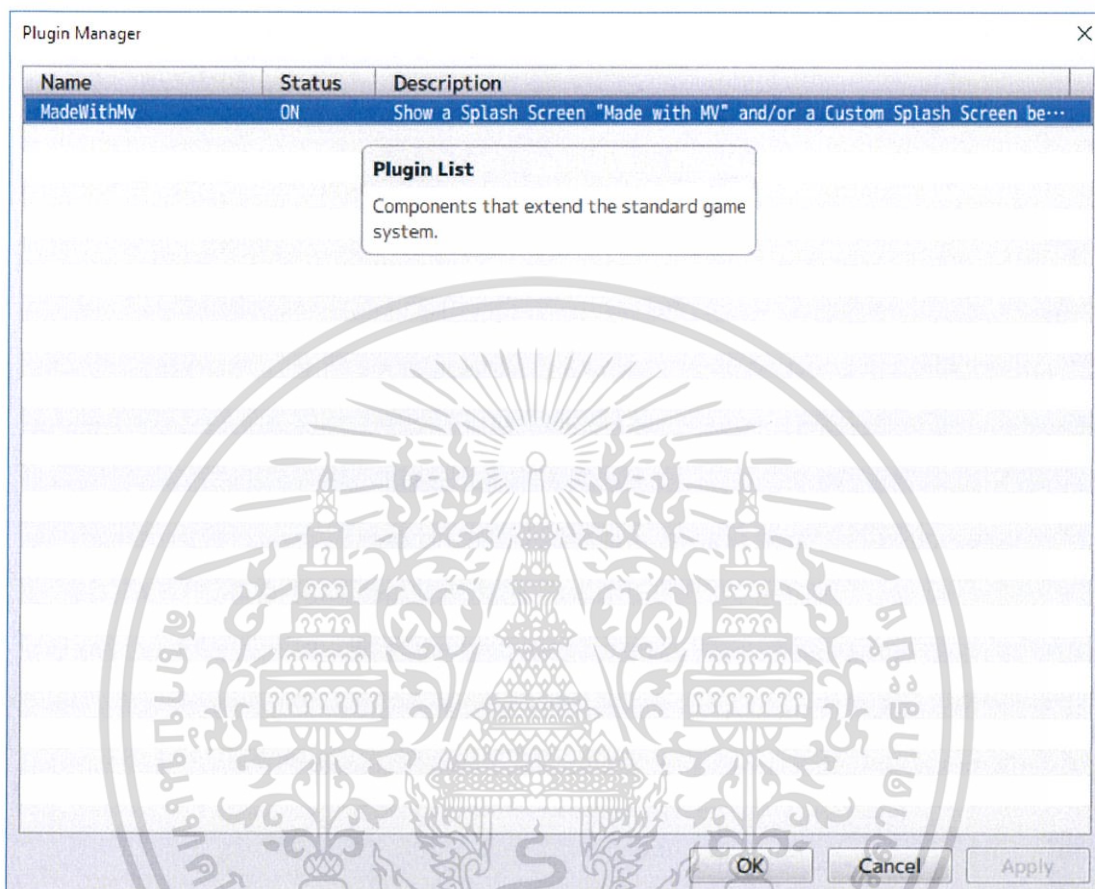 Plugin Manager
Name Status Description
MadeWithMv ON Show a Splash Screen "Made with MV" and/or a Custom Splash Screen be…
Plugin List
Components that extend the standard game
system.
OK Cancel Apply